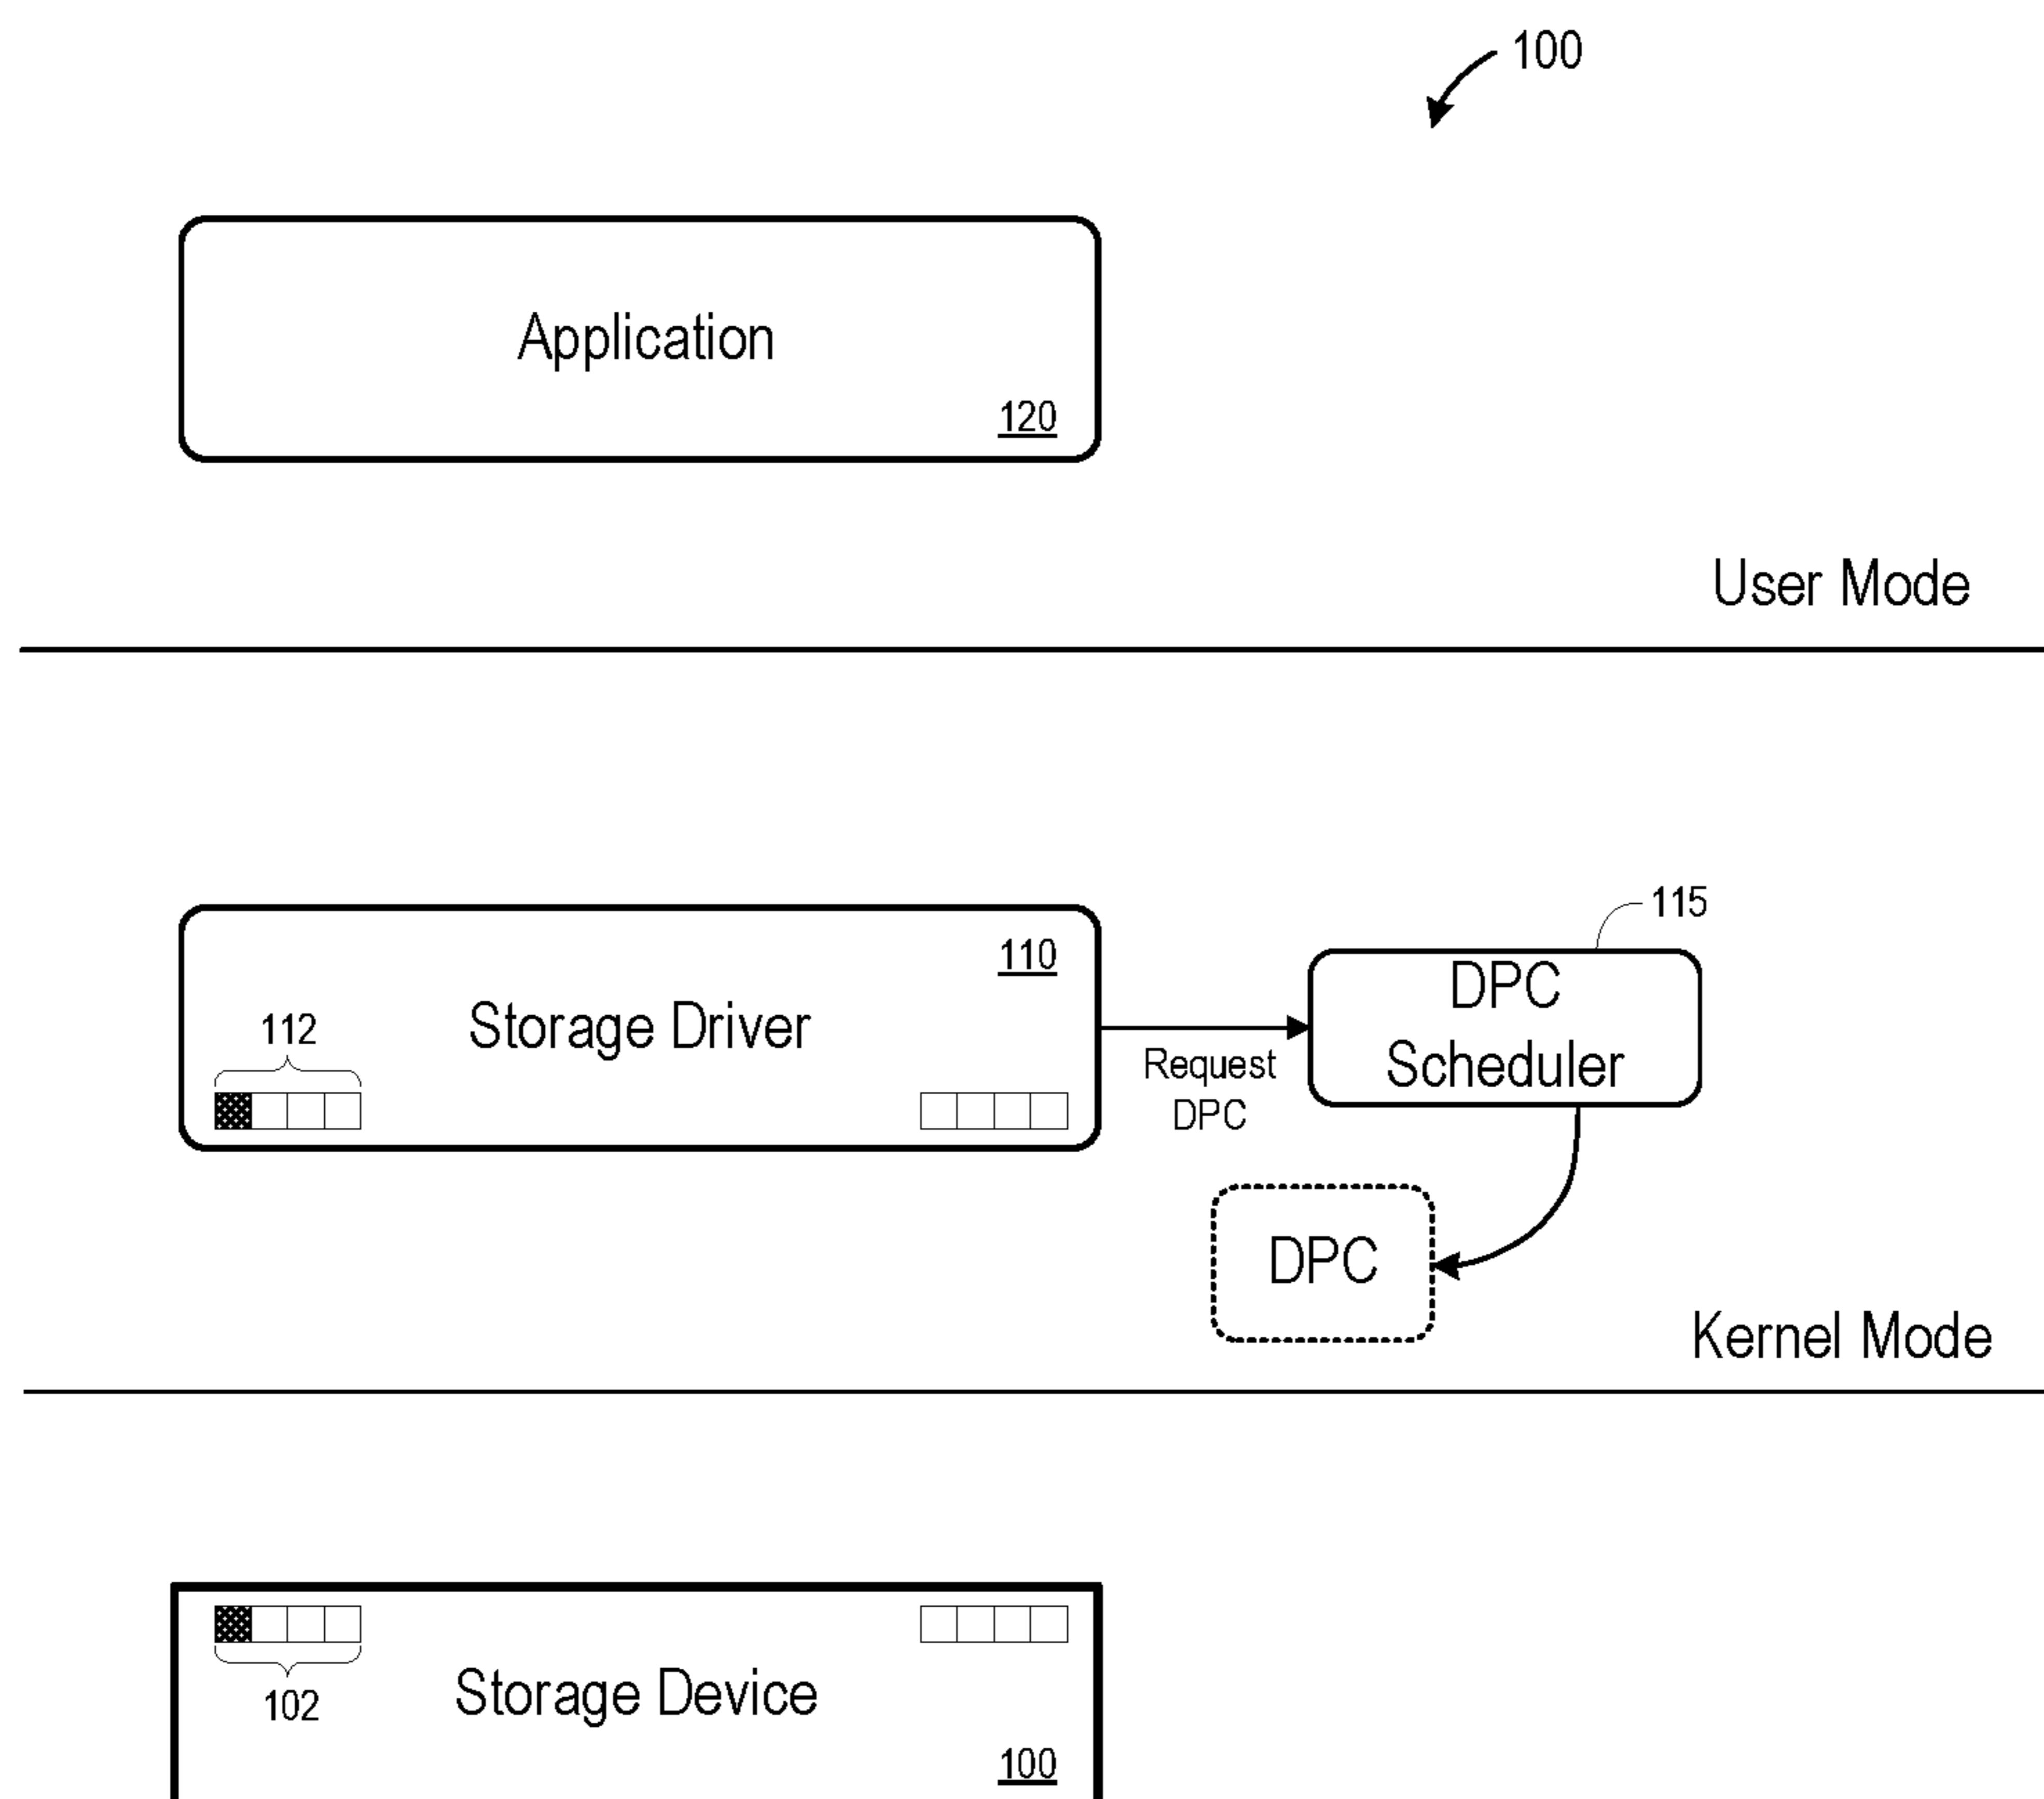 100
Application
120
User Mode
110
115
DPC
Scheduler
112
Storage Driver
Request
DPC
DPC
Kernel Mode
102
Storage Device
100